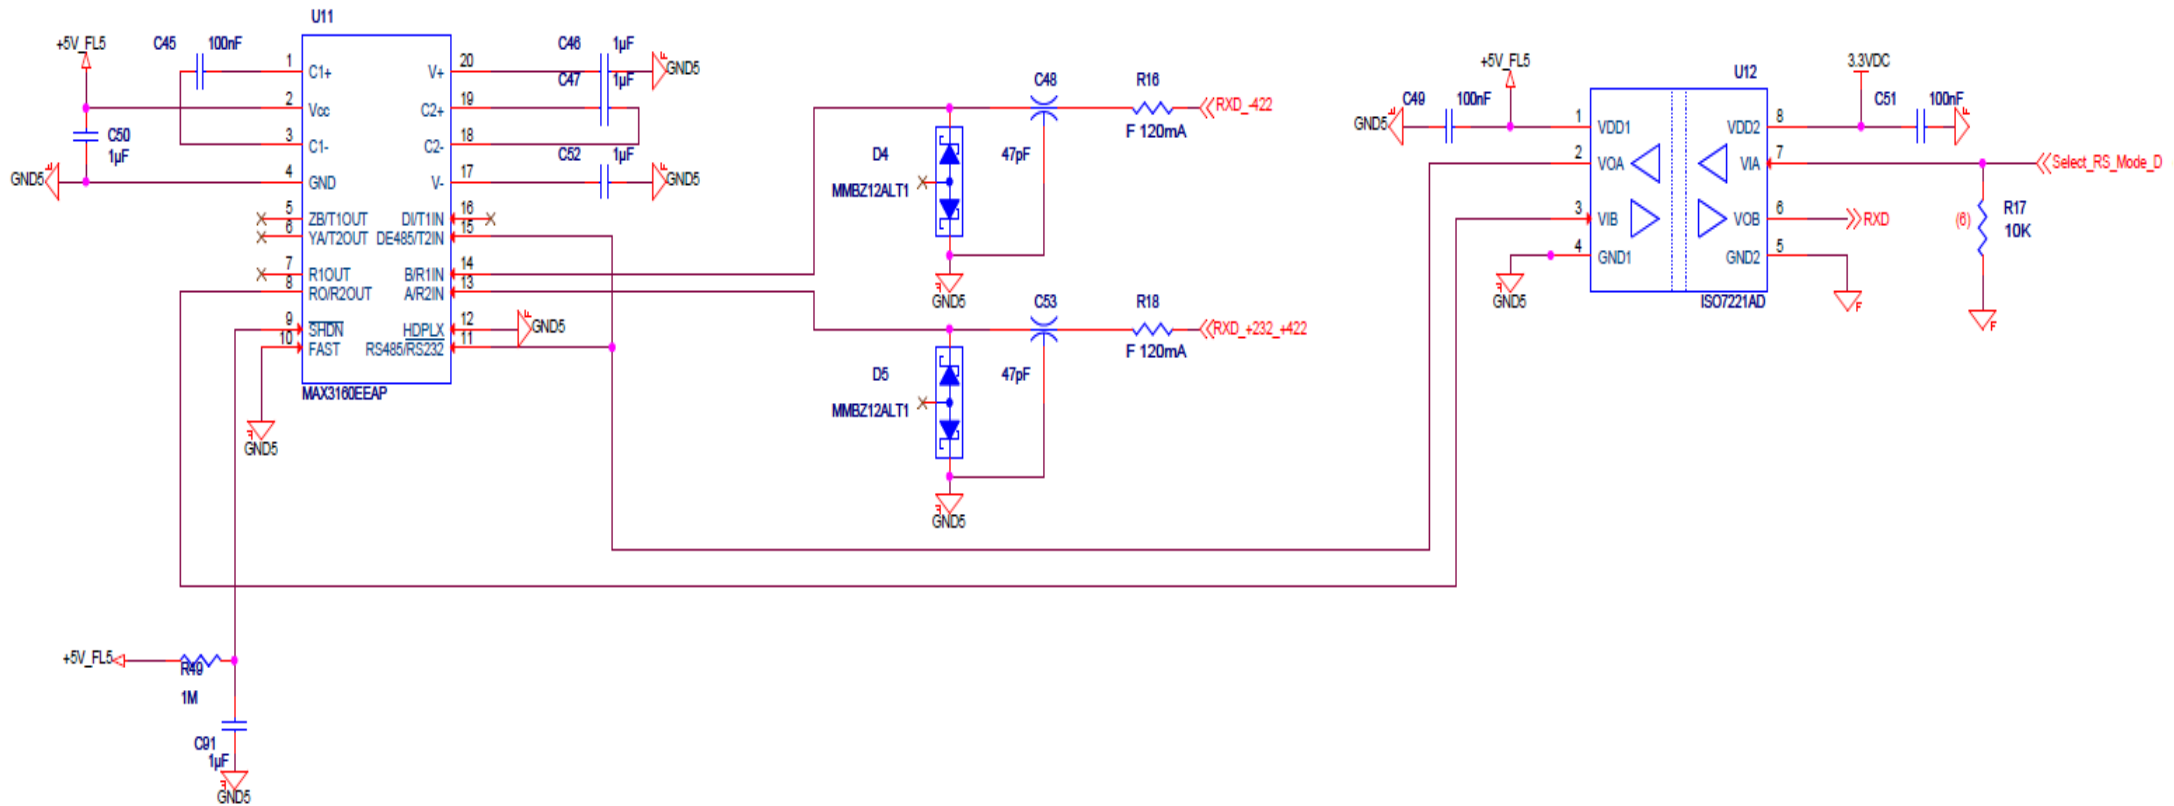 U11
+5V_FL5
C45 100nF
1 C1+
2 Vcc
3 C1-
4 GND
5 ZB/T1OUT
6 YA/T2OUT
7 R1OUT
8 RO/R2OUT
9 SHDN
10 FAST
V+ 20
C2+ 19
C2- 18
V- 17
DI/T1IN 16
DE485/T2IN 15
B/R1IN 14
A/R2IN 13
HDPLX 12
RS485/RS232 11
MAX3160EEAP
C50
1µF
GND5
GND5
C46 1µF
GND5
C47 1µF
C52 1µF
GND5
GND5
C48
47pF
R16
F 120mA
RXD_-422
D4
MMBZ12ALT1
GND5
C53
47pF
R18
F 120mA
RXD_+232_+422
D5
MMBZ12ALT1
GND5
+5V_FL5
C49 100nF
GND5
U12
3.3VDC
C51 100nF
1 VDD1
2 VOA
3 VIB
4 GND1
VDD2 8
VIA 7
VOB 6
GND2 5
ISO7221AD
GND5
Select_RS_Mode_D
RXD
(6)
R17
10K
F
F
+5V_FL5
R49
1M
C91
1µF
GND5